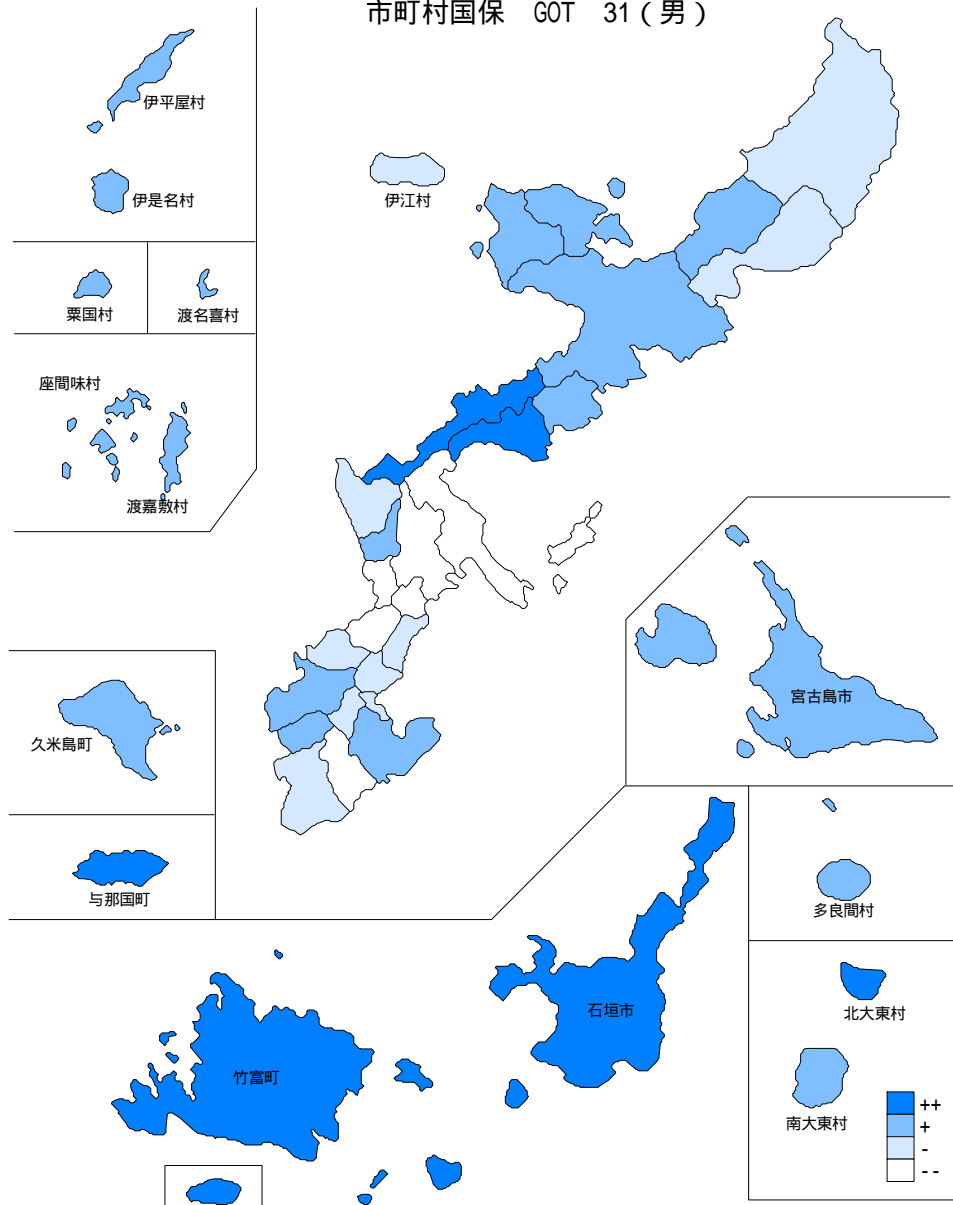 市町村国保　GOT　31（男）
伊平屋村
伊是名村
伊江村
粟国村
渡名喜村
座間味村
渡嘉敷村
久米島町
宮古島市
与那国町
多良間村
石垣市
北大東村
竹富町
南大東村
++
+
-
--